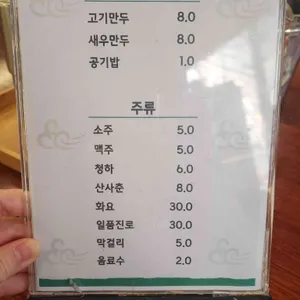 고기만두 8.0
새우만두 8.0
공기밥 1.0
주류
소주 5.0
맥주 5.0
청하 6.0
산사춘 8.0
화요 30.0
일품진로 30.0
막걸리 5.0
음료수 2.0